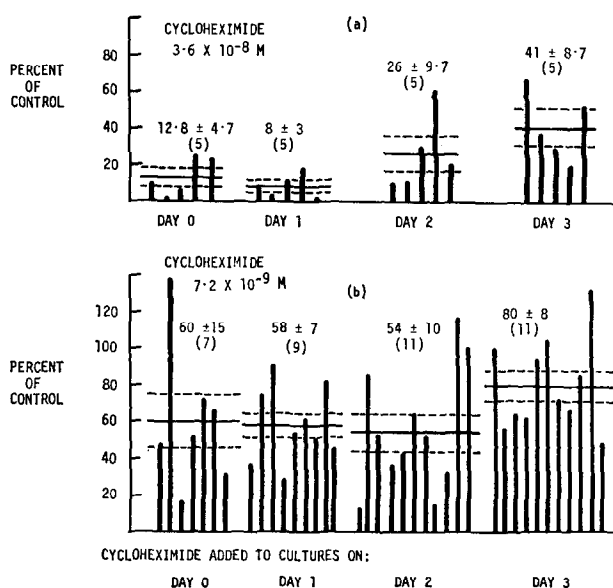 CYCLOHEXIMIDE
3·6 X 10⁻⁸ M
(a)
PERCENT
OF
CONTROL
80
60
40
20
12·8 ± 4·7
(5)
8 ± 3
(5)
26 ± 9·7
(5)
41 ± 8·7
(5)
DAY 0 DAY 1 DAY 2 DAY 3
CYCLOHEXIMIDE
7·2 X 10⁻⁹ M
(b)
PERCENT
OF
CONTROL
120
100
80
60
40
20
60 ±15
(7)
58 ± 7
(9)
54 ± 10
(11)
80 ± 8
(11)
CYCLOHEXIMIDE ADDED TO CULTURES ON:
DAY 0 DAY 1 DAY 2 DAY 3